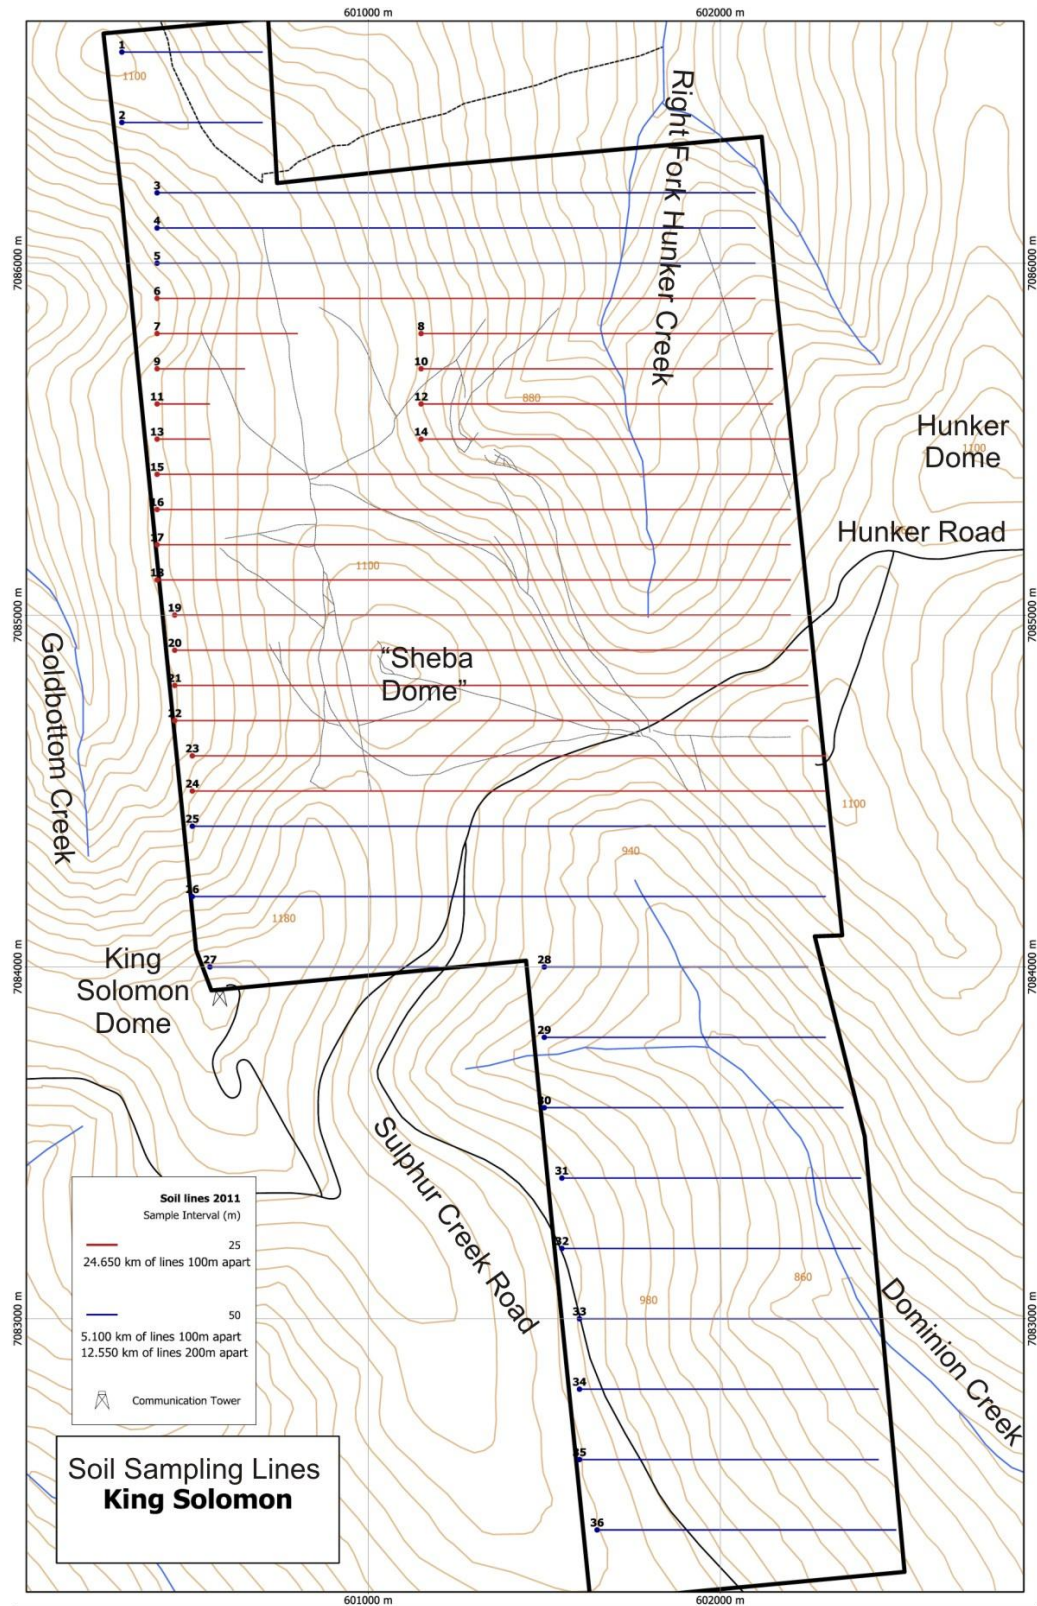 601000 m
602000 m
1
1100
2
Right Fork Hunker Creek
3
4
7086000 m
5
7086000 m
6
7
8
9
10
11
12
880
13
14
Hunker
Dome
1100
15
16
Hunker Road
17
1100
18
7085000 m
19
7085000 m
20
"Sheba
Dome"
Goldbottom Creek
21
22
23
24
1100
25
940
26
1180
King
Solomon
Dome
7084000 m
27
28
7084000 m
29
30
Sulphur Creek Road
31
32
860
980
Dominion Creek
7083000 m
33
7083000 m
34
35
36
Soil lines 2011
Sample Interval (m)
25
24.650 km of lines 100m apart
50
5.100 km of lines 100m apart
12.550 km of lines 200m apart
Communication Tower
Soil Sampling Lines
King Solomon
601000 m
602000 m